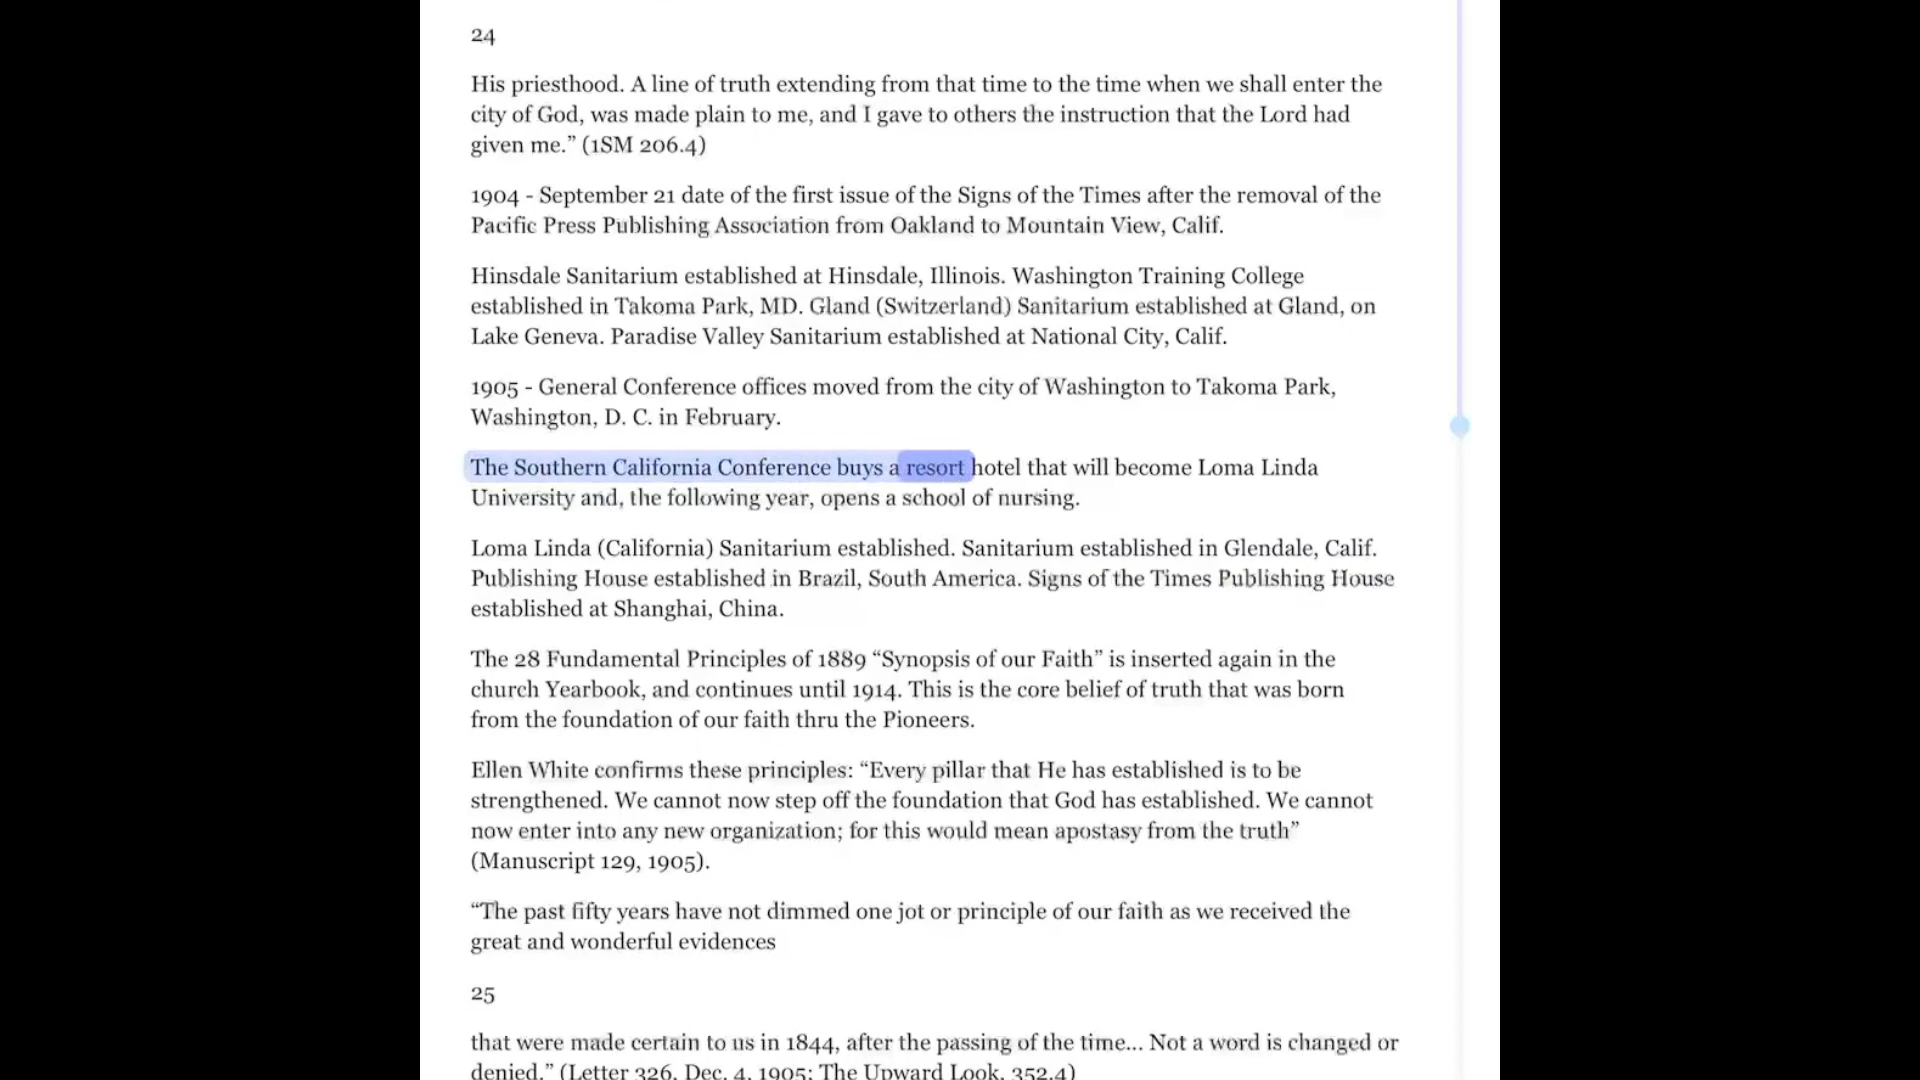 24
His priesthood. A line of truth extending from that time to the time when we shall enter the
city of God, was made plain to me, and I gave to others the instruction that the Lord had
given me.” (1SM 206.4)
1904 - September 21 date of the first issue of the Signs of the Times after the removal of the
Pacific Press Publishing Association from Oakland to Mountain View, Calif.
Hinsdale Sanitarium established at Hinsdale, Illinois. Washington Training College
established in Takoma Park, MD. Gland (Switzerland) Sanitarium established at Gland, on
Lake Geneva. Paradise Valley Sanitarium established at National City, Calif.
1905 - General Conference offices moved from the city of Washington to Takoma Park,
Washington, D. C. in February.
The Southern California Conference buys a resort hotel that will become Loma Linda
University and, the following year, opens a school of nursing.
Loma Linda (California) Sanitarium established. Sanitarium established in Glendale, Calif.
Publishing House established in Brazil, South America. Signs of the Times Publishing House
established at Shanghai, China.
The 28 Fundamental Principles of 1889 “Synopsis of our Faith” is inserted again in the
church Yearbook, and continues until 1914. This is the core belief of truth that was born
from the foundation of our faith thru the Pioneers.
Ellen White confirms these principles: “Every pillar that He has established is to be
strengthened. We cannot now step off the foundation that God has established. We cannot
now enter into any new organization; for this would mean apostasy from the truth”
(Manuscript 129, 1905).
“The past fifty years have not dimmed one jot or principle of our faith as we received the
great and wonderful evidences
25
that were made certain to us in 1844, after the passing of the time... Not a word is changed or
denied.” (Letter 326, Dec. 4, 1905; The Upward Look, 352.4)